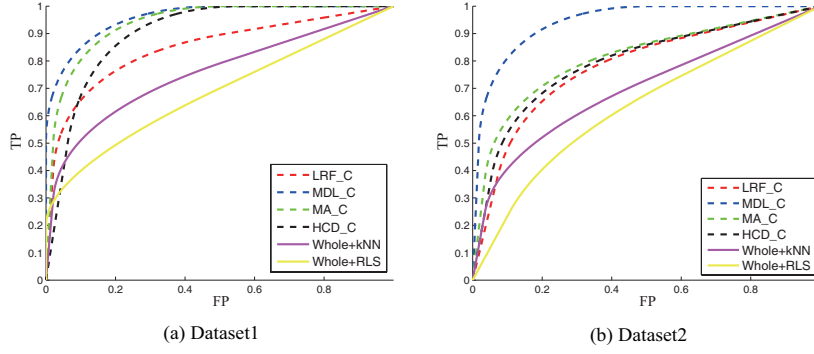 1
0.9
0.8
0.7
0.6
0.5
0.4
0.3
0.2
0.1
0
TP
0.2
0.4
0.6
0.8
FP
LRF_C
MDL_C
MA_C
HCD_C
Whole+kNN
Whole+RLS
(a) Dataset1
1
0.9
0.8
0.7
0.6
0.5
0.4
0.3
0.2
0.1
0
TP
0
0.2
0.4
0.6
0.8
FP
LRF_C
MDL_C
MA_C
HCD_C
Whole+kNN
Whole+RLS
(b) Dataset2